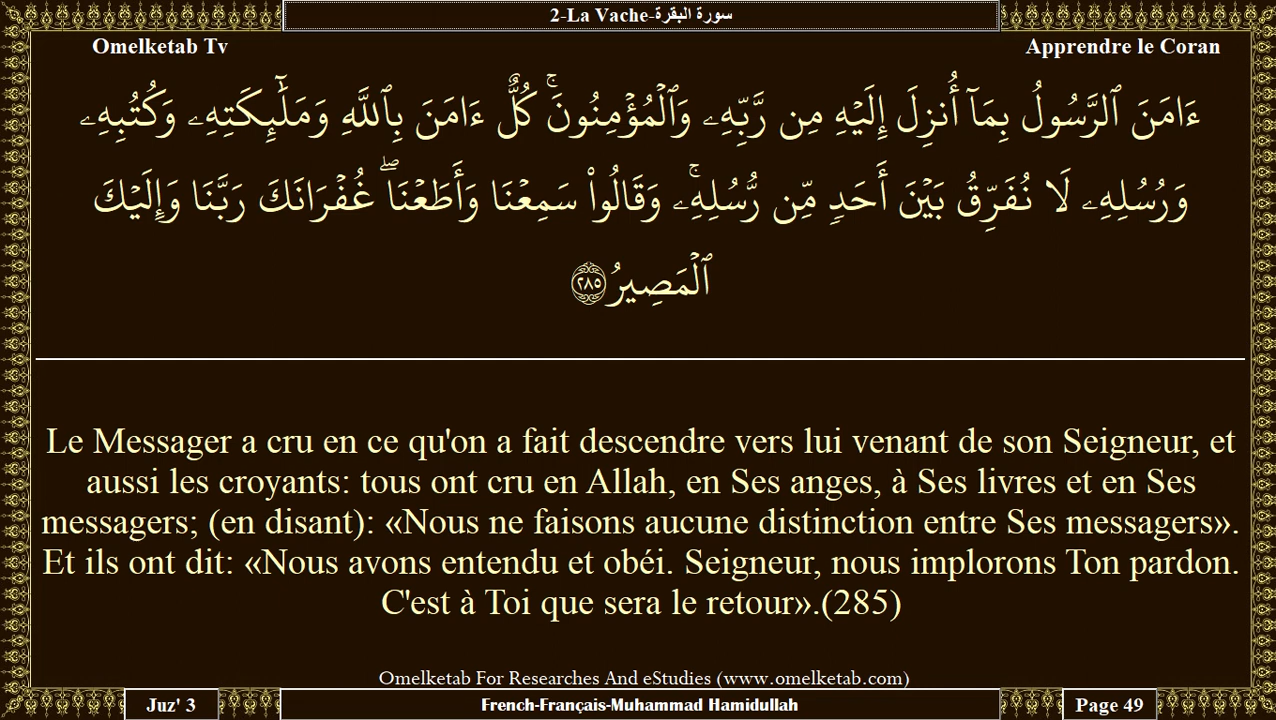 2-La Vache-سورة البقرة
Omelketab Tv
Apprendre le Coran
ءَامَنَ ٱلرَّسُولُ بِمَآ أُنزِلَ إِلَيۡهِ مِن رَّبِّهِۦ وَٱلۡمُؤۡمِنُونَۚ كُلٌّ ءَامَنَ بِٱللَّهِ وَمَلَٰٓئِكَتِهِۦ وَكُتُبِهِۦ
وَرُسُلِهِۦ لَا نُفَرِّقُ بَيۡنَ أَحَدٖ مِّن رُّسُلِهِۦۚ وَقَالُواْ سَمِعۡنَا وَأَطَعۡنَاۖ غُفۡرَانَكَ رَبَّنَا وَإِلَيۡكَ
ٱلۡمَصِيرُ ٢٨٥
Le Messager a cru en ce qu'on a fait descendre vers lui venant de son Seigneur, et
aussi les croyants: tous ont cru en Allah, en Ses anges, à Ses livres et en Ses
messagers; (en disant): «Nous ne faisons aucune distinction entre Ses messagers».
Et ils ont dit: «Nous avons entendu et obéi. Seigneur, nous implorons Ton pardon.
C'est à Toi que sera le retour».(285)
Omelketab For Researches And eStudies (www.omelketab.com)
Juz' 3
French-Français-Muhammad Hamidullah
Page 49